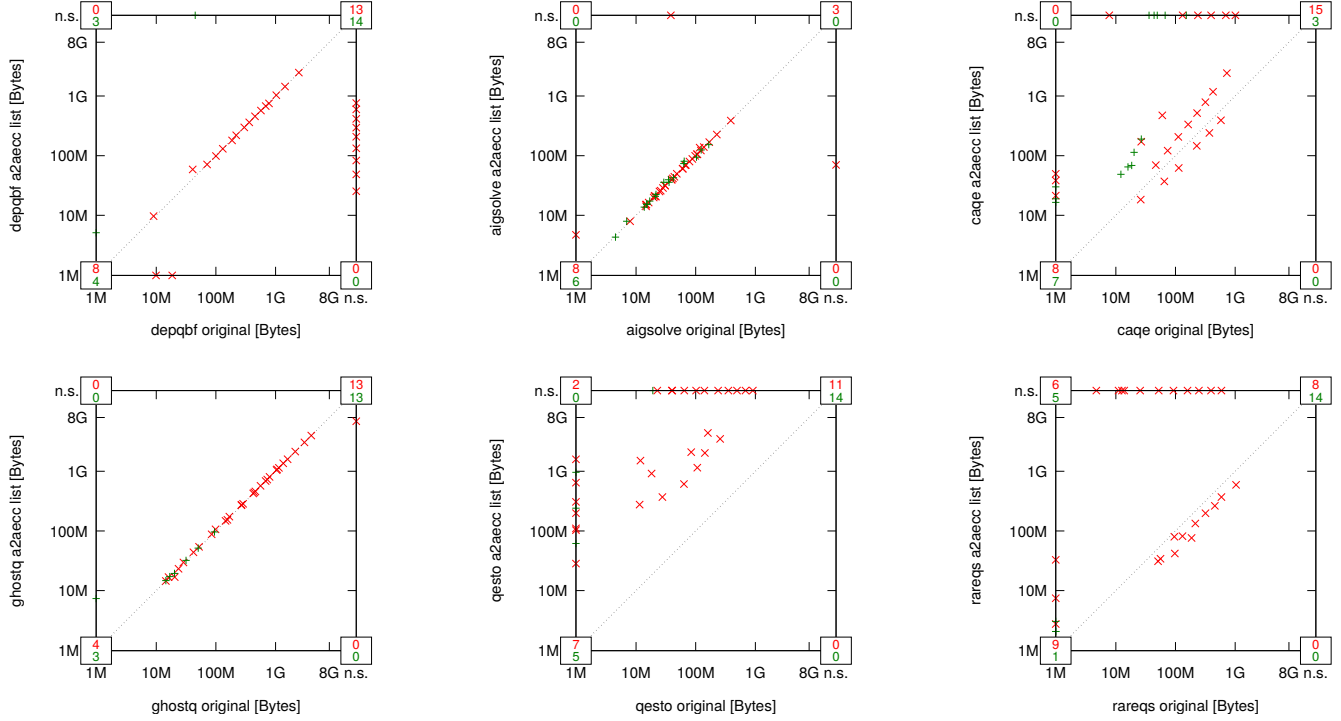 0
3
n.s.
13
14
8G
1G
100M
10M
1M
depqbf a2aecc list [Bytes]
8
4
0
0
1M
10M
100M
1G
8G n.s.
depqbf original [Bytes]
0
0
n.s.
3
0
8G
1G
100M
10M
1M
aigsolve a2aecc list [Bytes]
8
6
0
0
1M
10M
100M
1G
8G n.s.
aigsolve original [Bytes]
0
0
n.s.
15
3
8G
1G
100M
10M
1M
caqe a2aecc list [Bytes]
8
7
0
0
1M
10M
100M
1G
8G n.s.
caqe original [Bytes]
0
0
n.s.
13
13
8G
1G
100M
10M
1M
ghostq a2aecc list [Bytes]
4
3
0
0
1M
10M
100M
1G
8G n.s.
ghostq original [Bytes]
2
0
n.s.
11
14
8G
1G
100M
10M
1M
qesto a2aecc list [Bytes]
7
5
0
0
1M
10M
100M
1G
8G n.s.
qesto original [Bytes]
6
5
n.s.
8
14
8G
1G
100M
10M
1M
rareqs a2aecc list [Bytes]
9
1
0
0
1M
10M
100M
1G
8G n.s.
rareqs original [Bytes]